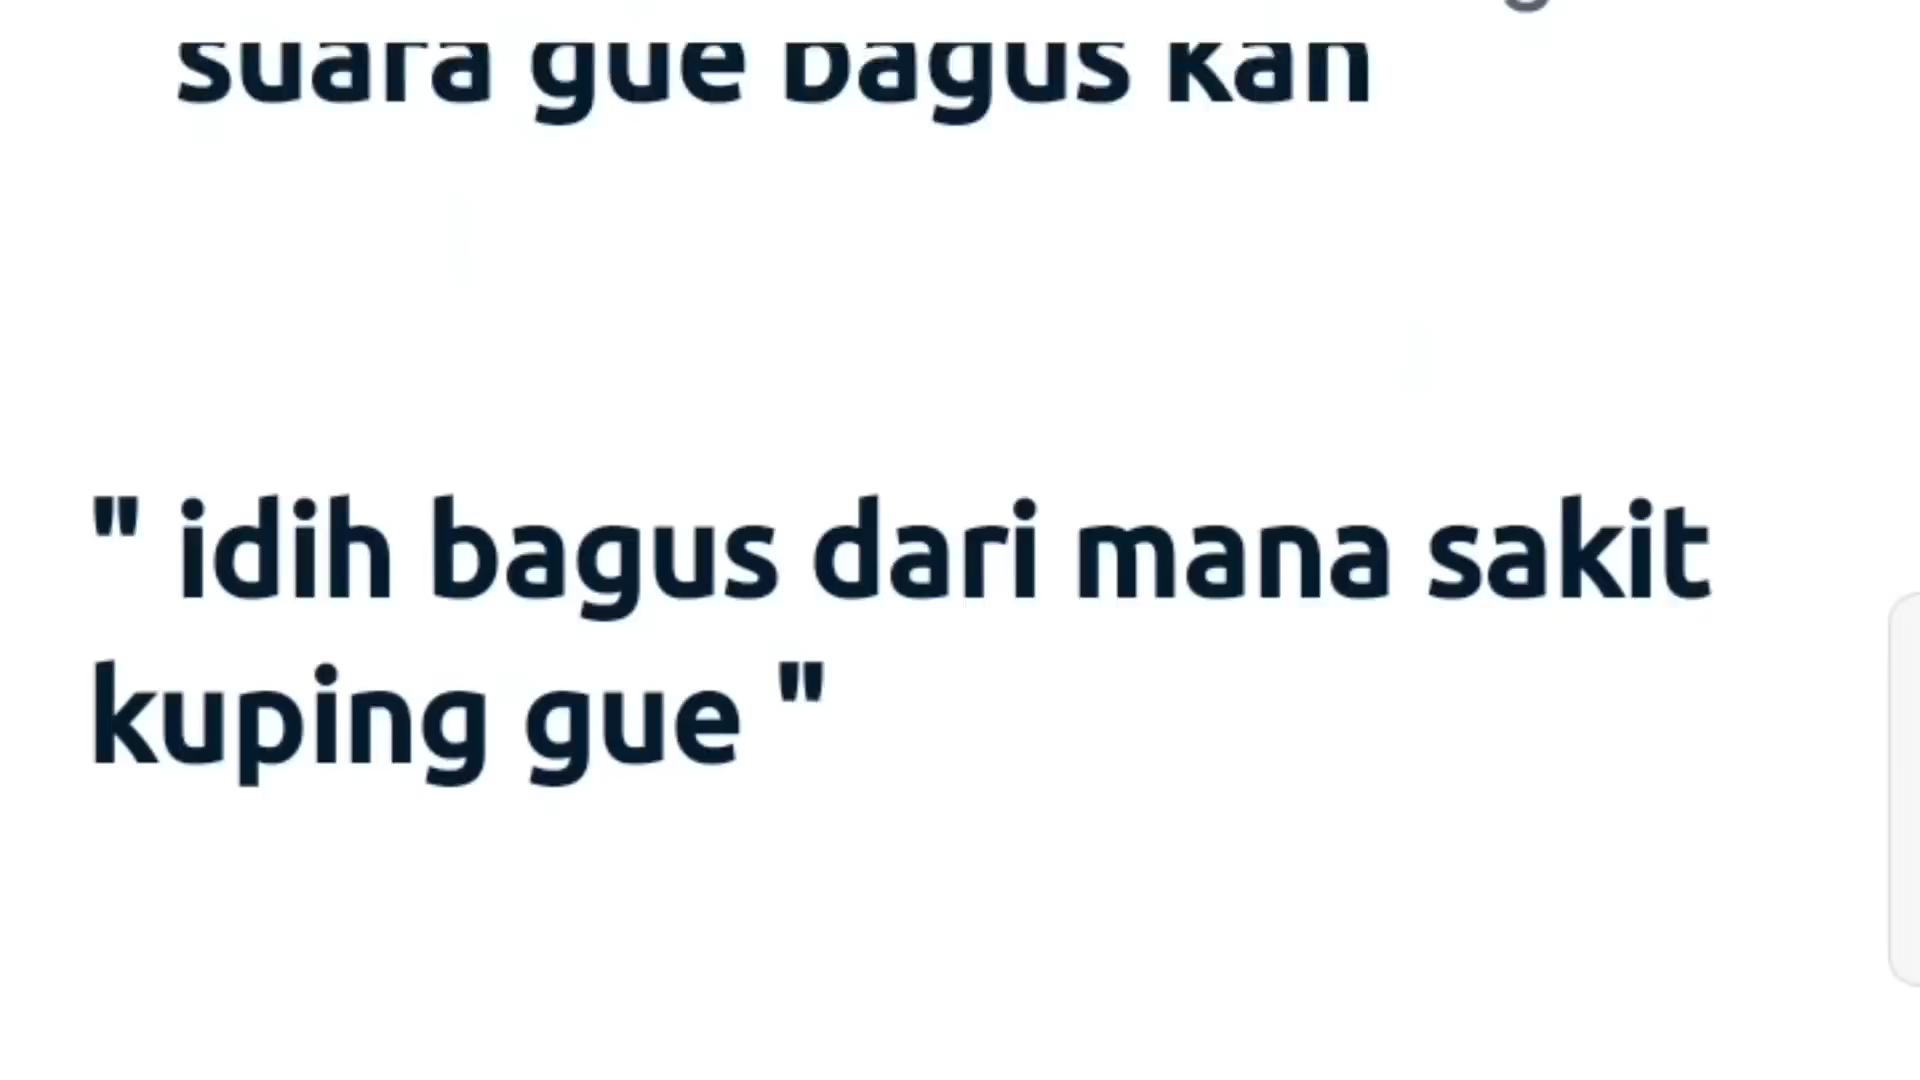 suara gue bagus kan
" idih bagus dari mana sakit
kuping gue "